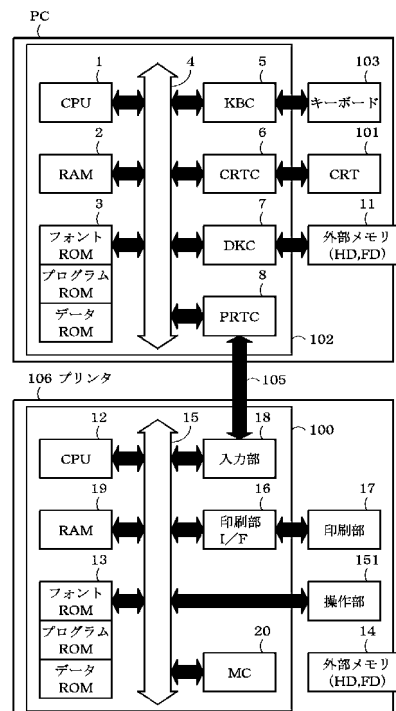 PC
1
4
5
103
CPU
KBC
キーボード
2
6
101
RAM
CRTC
CRT
3
7
11
フォント
ROM
プログラム
ROM
データ
ROM
DKC
外部メモリ
(HD,FD)
8
PRTC
102
106 プリンタ
105
12
15
18
100
CPU
入力部
19
16
17
RAM
印刷部
I/F
印刷部
13
151
フォント
ROM
プログラム
ROM
データ
ROM
操作部
20
14
MC
外部メモリ
(HD,FD)